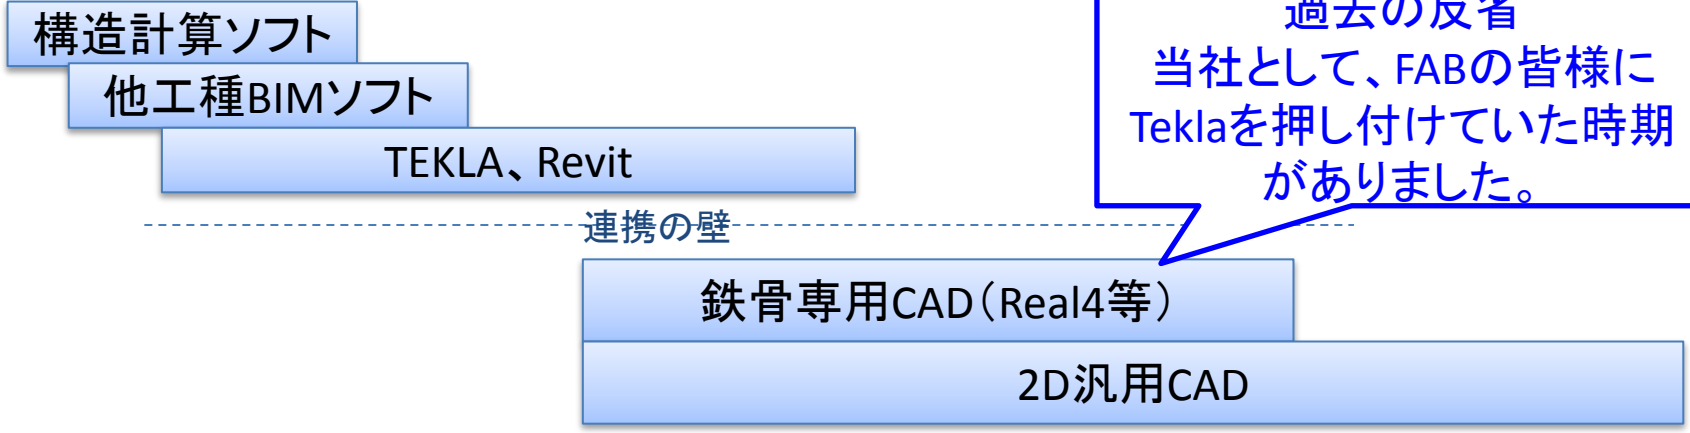 構造計算ソフト
他工種BIMソフト
TEKLA、Revit
連携の壁
過去の反省
当社として、FABの皆様に
Teklaを押し付けていた時期
がありました。
鉄骨専用CAD（Real4等）
2D汎用CAD